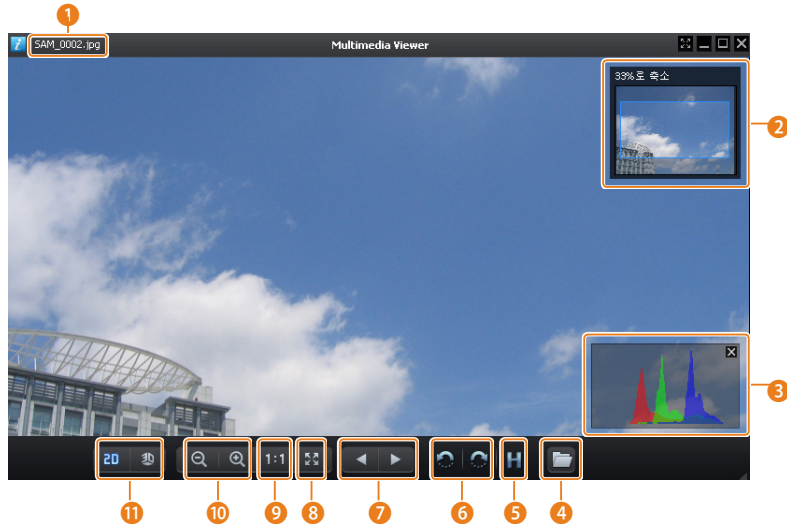 1
SAM_0002.jpg
Multimedia Viewer
33%로 축소
2
3
2D 3D 1:1 H
11 10 9 8 7 6 5 4